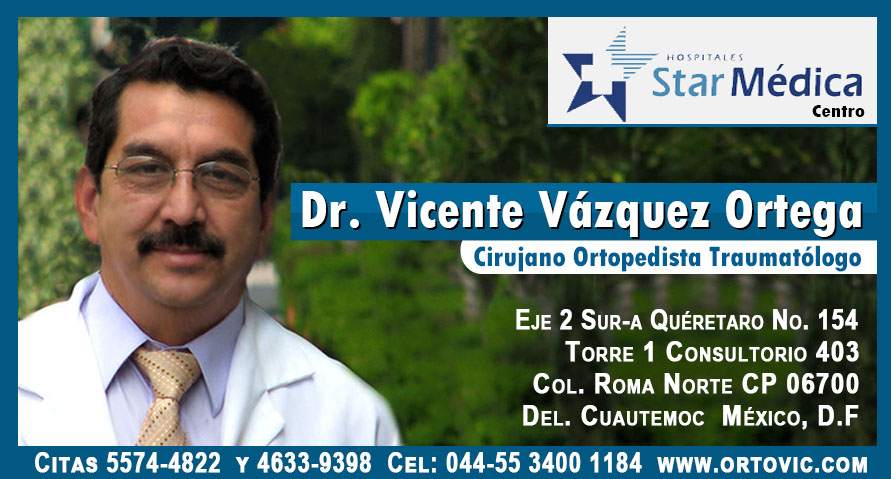 HOSPITALES
Star Médica
Centro
Dr. Vicente Vázquez Ortega
Cirujano Ortopedista Traumatólogo
Eje 2 Sur-a Quéretaro No. 154
Torre 1 Consultorio 403
Col. Roma Norte CP 06700
Del. Cuautemoc México, D.F
Citas 5574-4822 y 4633-9398 Cel: 044-55 3400 1184 www.ortovic.com